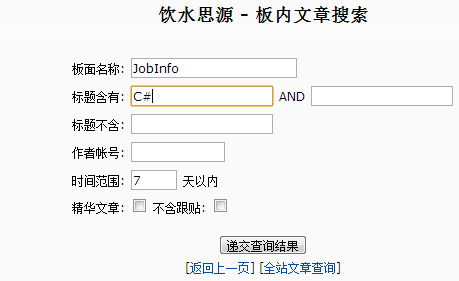 饮水思源 - 板内文章搜索
板面名称: JobInfo
标题含有: C# AND
标题不含:
作者帐号:
时间范围: 7 天以内
精华文章: 不含跟贴:
递交查询结果
[返回上一页] [全站文章查询]